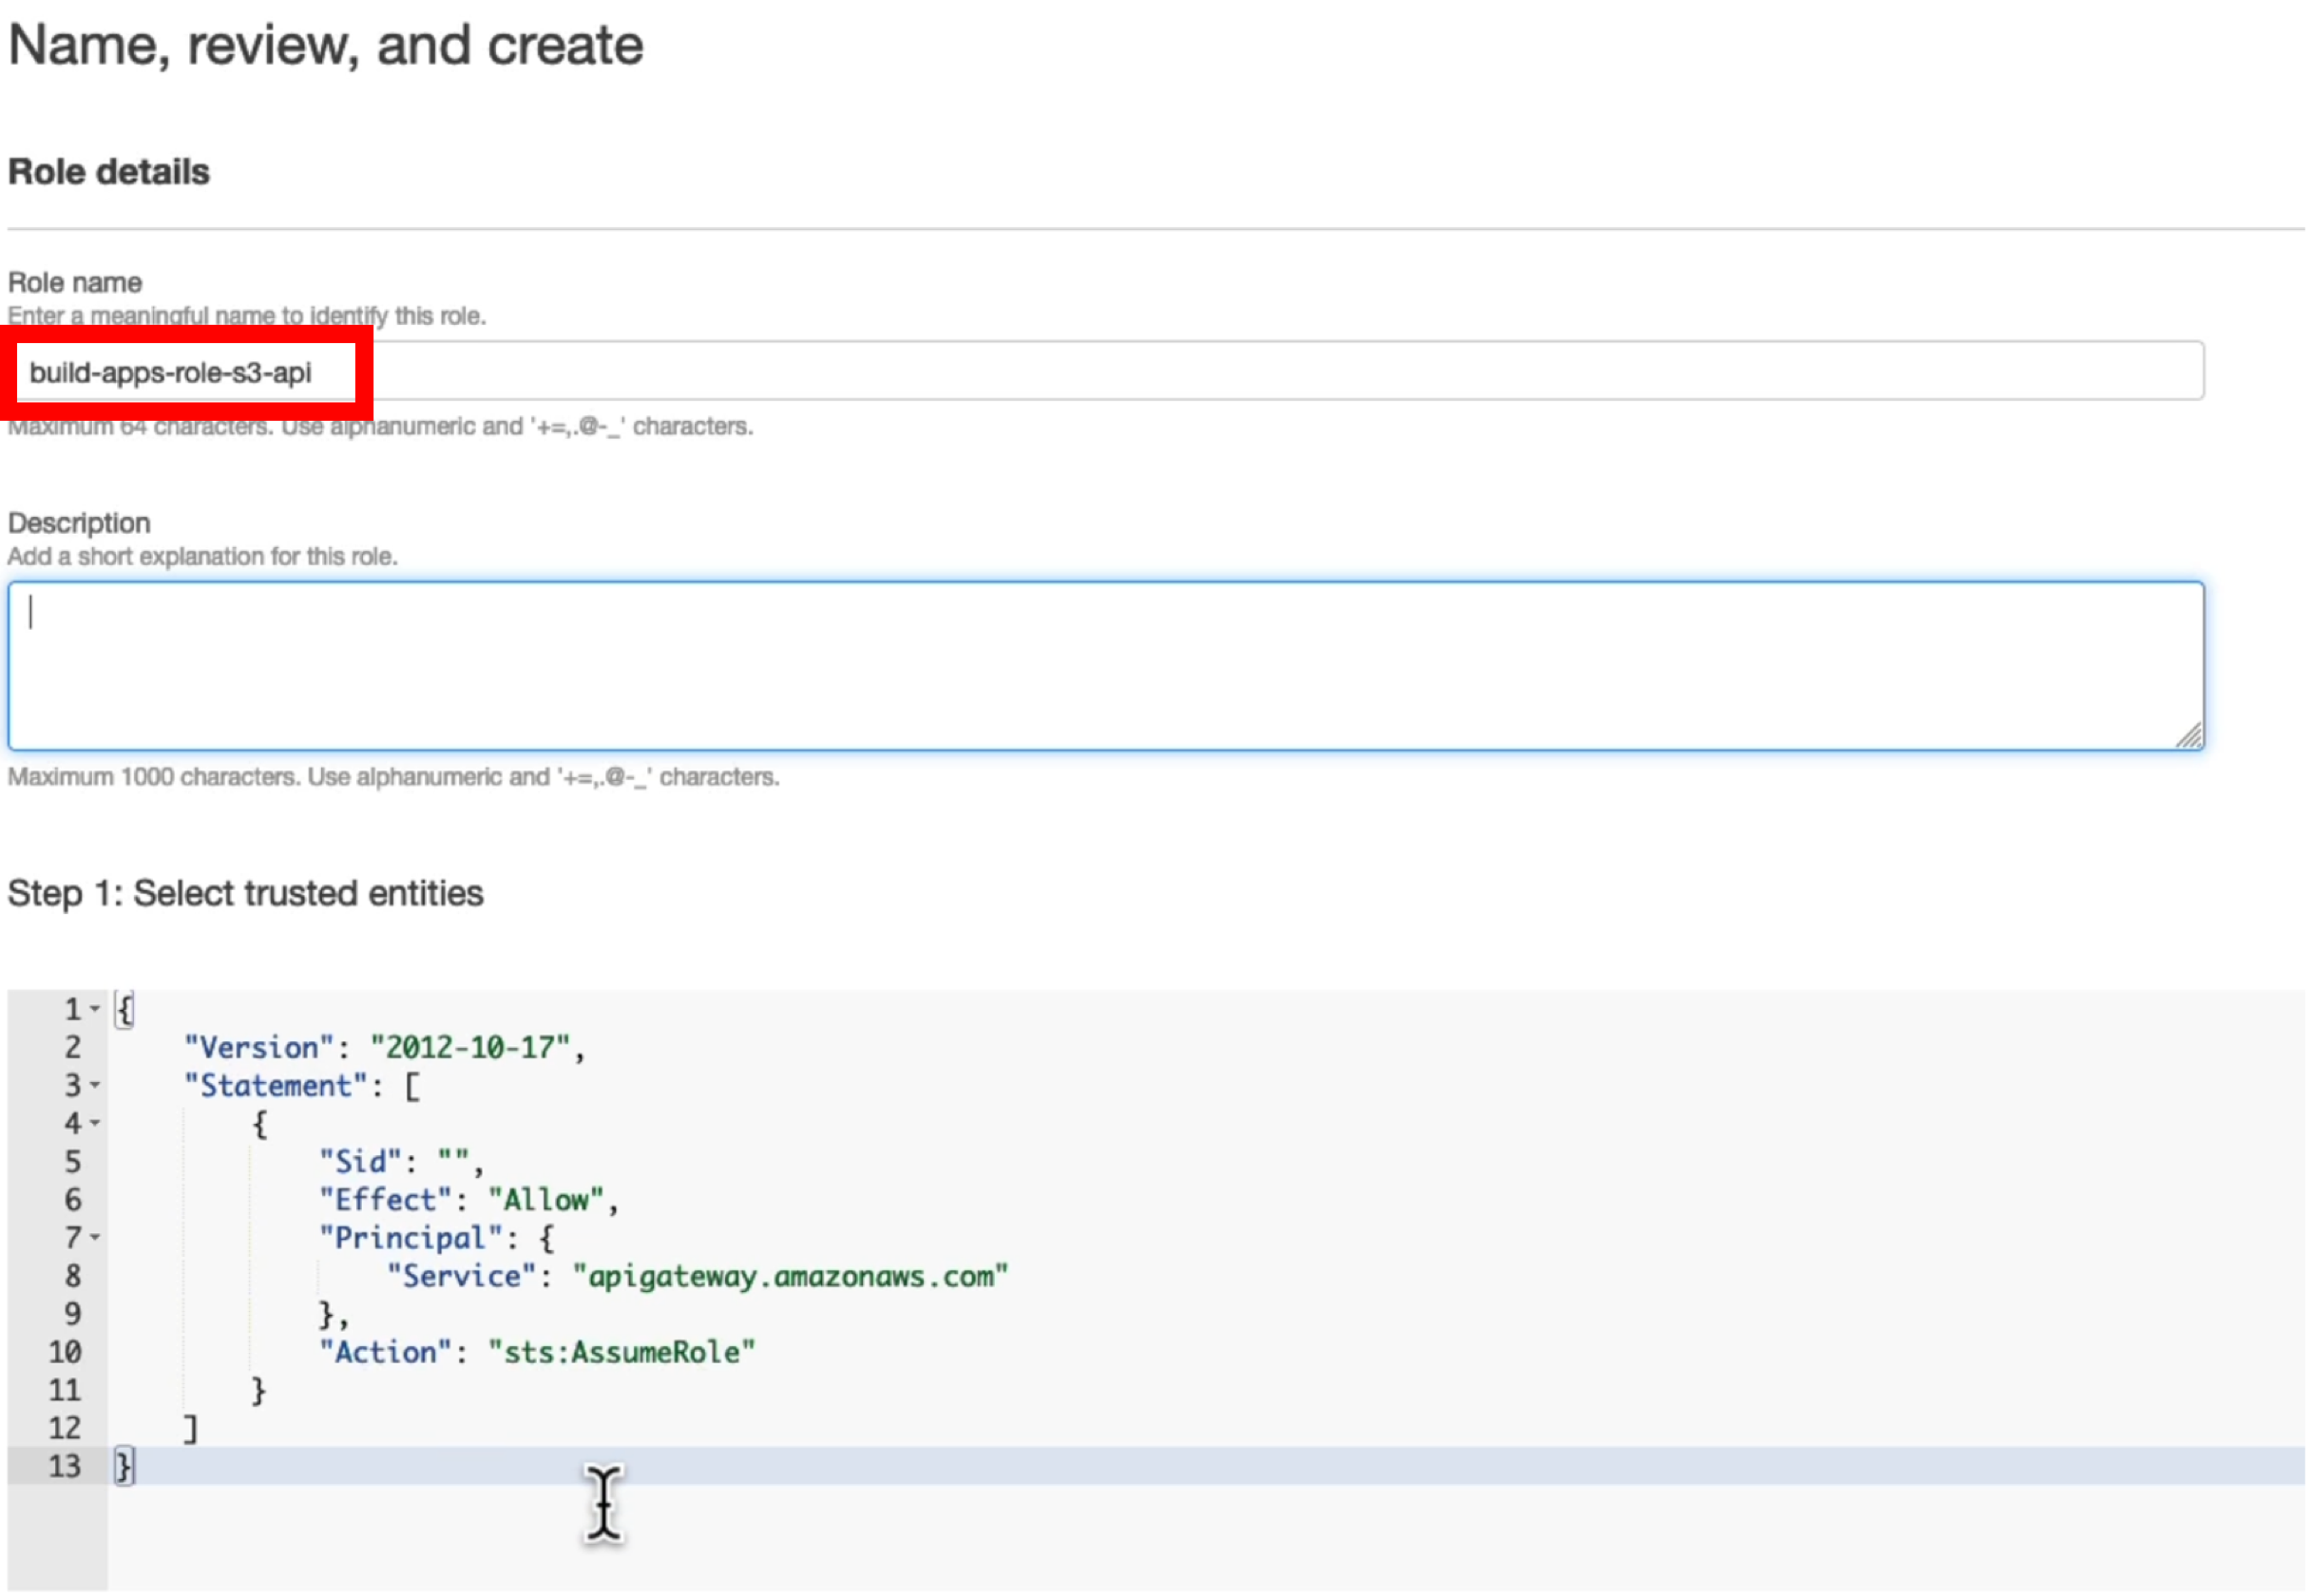 Name, review, and create
Role details
Role name
Enter a meaningful name to identify this role.
build-apps-role-s3-api
Maximum 64 characters. Use alphanumeric and '+=,.@-_' characters.
Description
Add a short explanation for this role.
Maximum 1000 characters. Use alphanumeric and '+=,.@-_' characters.
Step 1: Select trusted entities
1 {
2 "Version": "2012-10-17",
3 "Statement": [
4 {
5 "Sid": "",
6 "Effect": "Allow",
7 "Principal": {
8 "Service": "apigateway.amazonaws.com"
9 },
10 "Action": "sts:AssumeRole"
11 }
12 ]
13 }